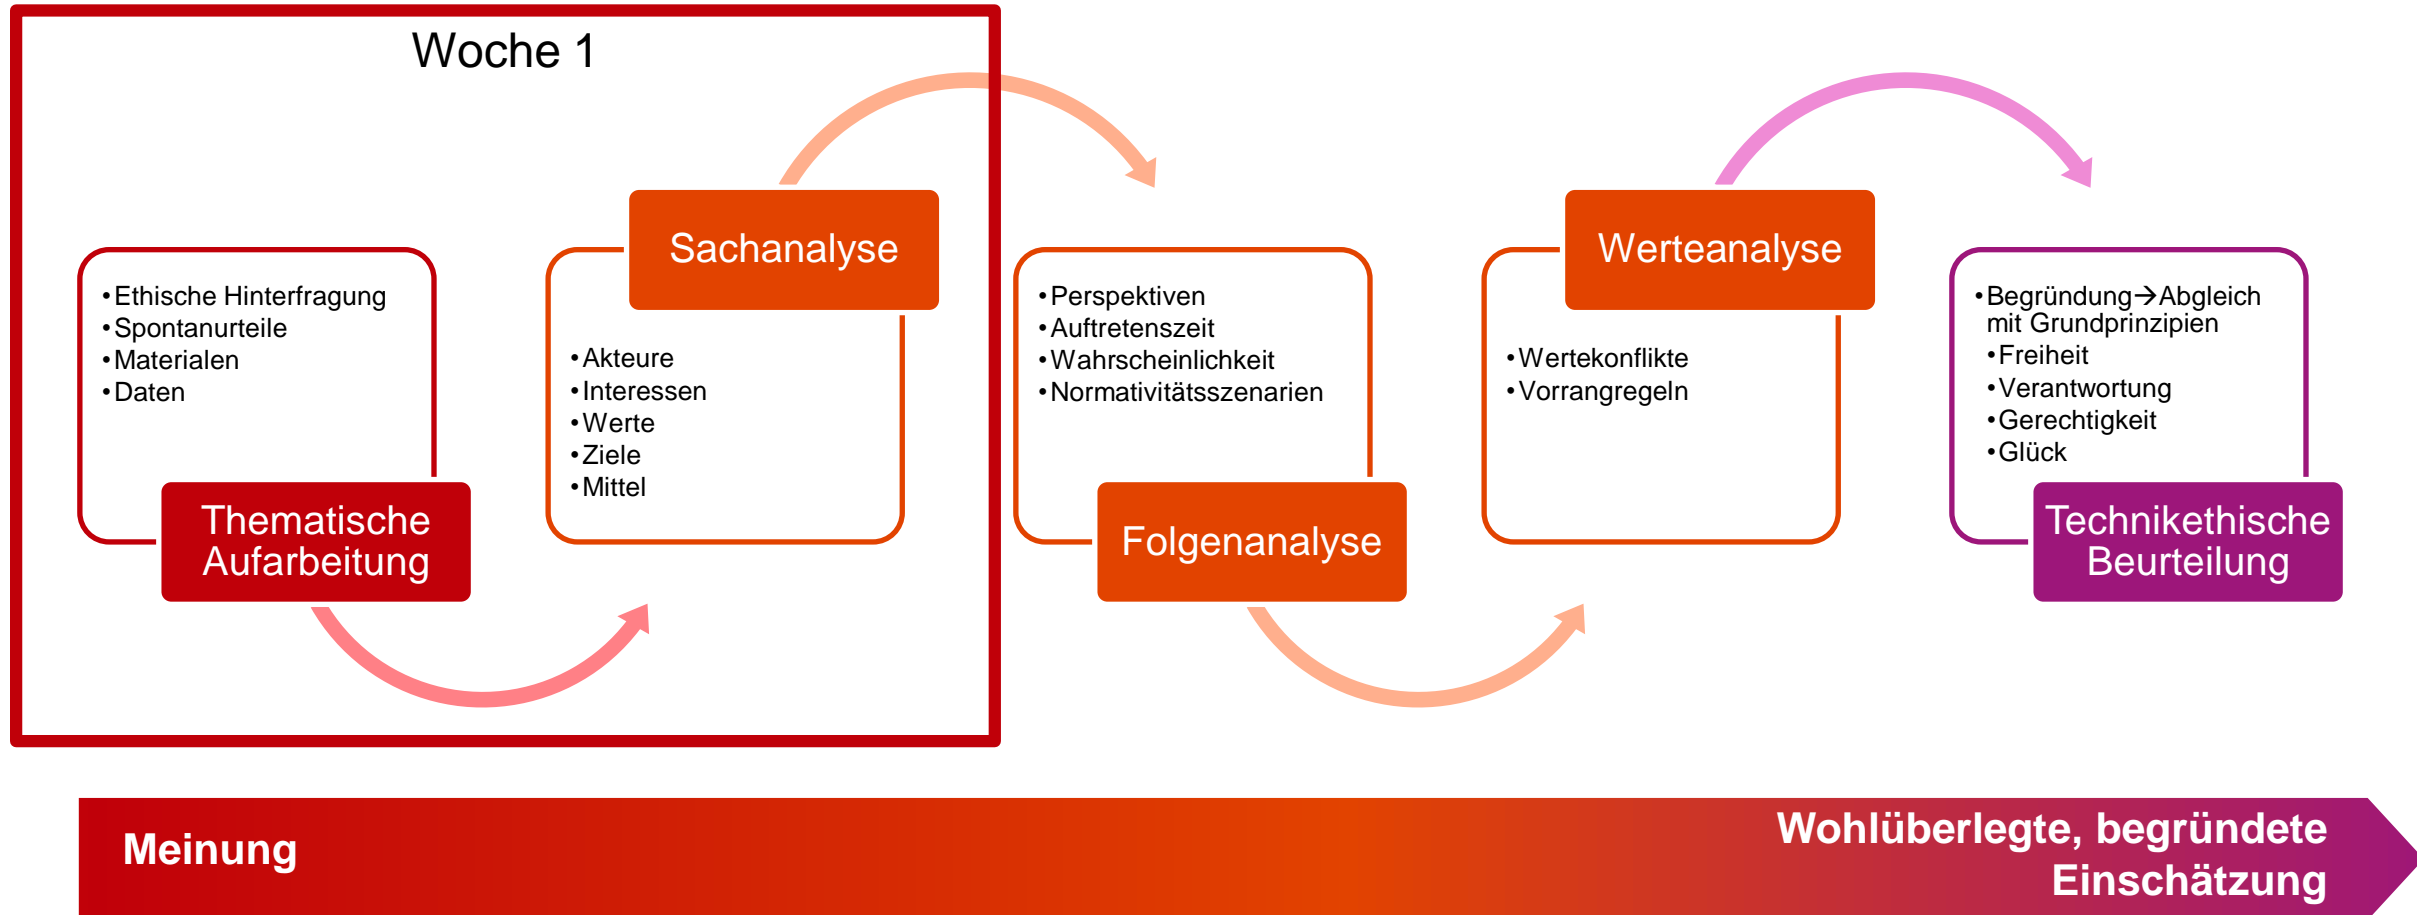 Woche 1
• Ethische Hinterfragung
• Spontanurteile
• Materialen
• Daten
Thematische
Aufarbeitung
Sachanalyse
• Akteure
• Interessen
• Werte
• Ziele
• Mittel
• Perspektiven
• Auftretenszeit
• Wahrscheinlichkeit
• Normativitätsszenarien
Folgenanalyse
Werteanalyse
• Wertekonflikte
• Vorrangregeln
• Begründung→Abgleich
mit Grundprinzipien
• Freiheit
• Verantwortung
• Gerechtigkeit
• Glück
Technikethische
Beurteilung
Meinung
Wohlüberlegte, begründete
Einschätzung